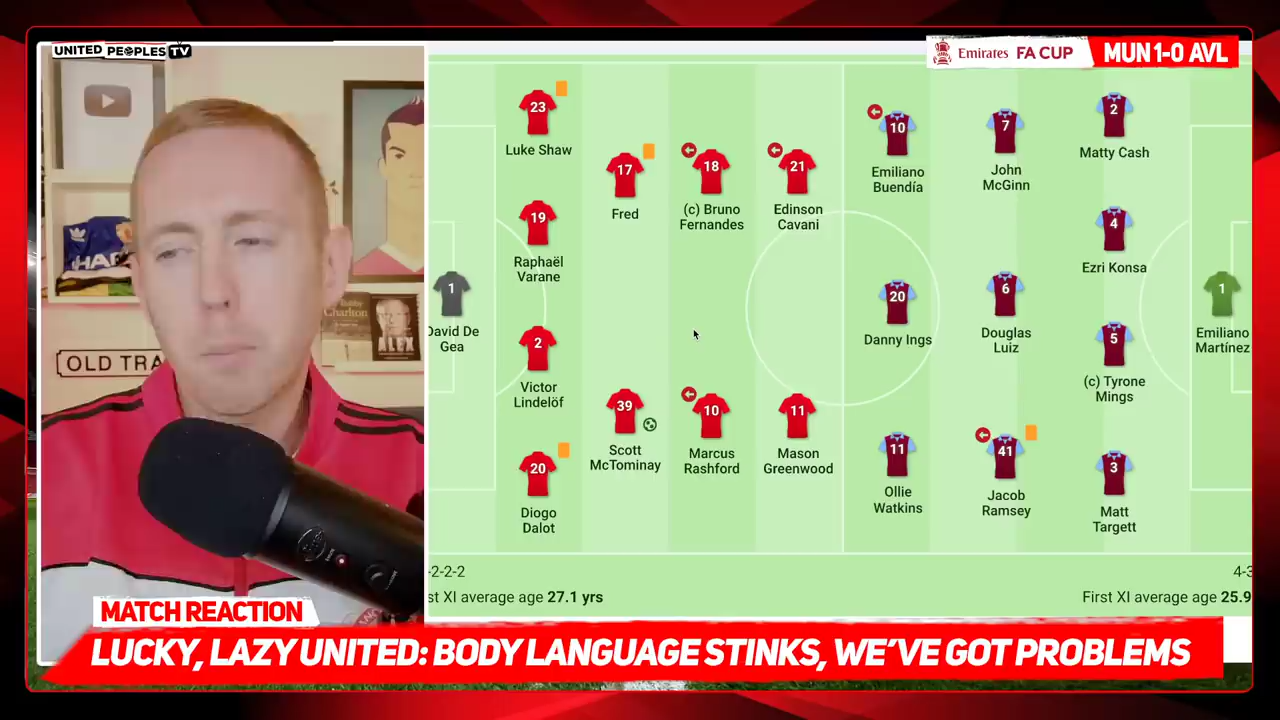 UNITED PEOPLES TV
Emirates FA CUP
MUN 1-0 AVL
OLD TRA
Bobby
Charlton
ALEX
23
Luke Shaw
19
Raphaël
Varane
2
Victor
Lindelöf
20
Diogo
Dalot
1
David De
Gea
17
Fred
39
Scott
McTominay
18
(c) Bruno
Fernandes
10
Marcus
Rashford
21
Edinson
Cavani
11
Mason
Greenwood
10
Emiliano
Buendía
20
Danny Ings
11
Ollie
Watkins
7
John
McGinn
6
Douglas
Luiz
41
Jacob
Ramsey
2
Matty Cash
4
Ezri Konsa
5
(c) Tyrone
Mings
3
Matt
Targett
1
Emiliano
Martínez
-2-2-2
4-3
st XI average age 27.1 yrs
First XI average age 25.9
MATCH REACTION
LUCKY, LAZY UNITED: BODY LANGUAGE STINKS, WE'VE GOT PROBLEMS